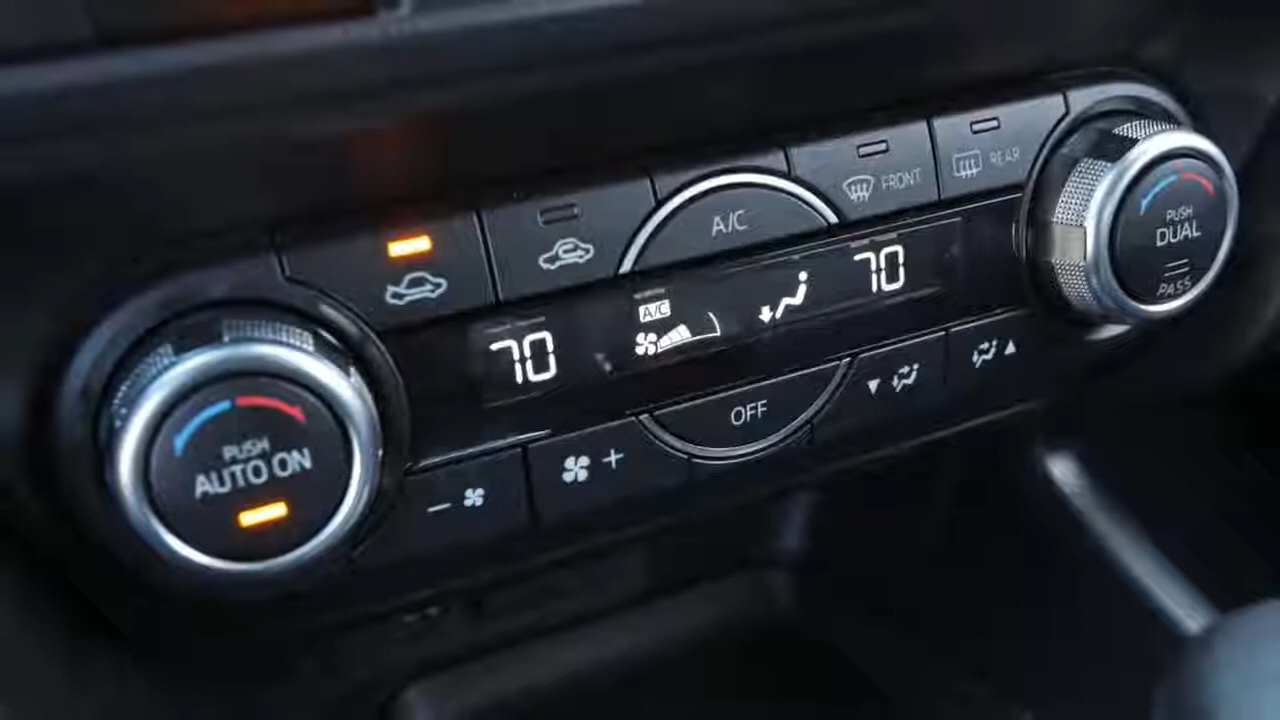 A/C
FRONT
REAR
PUSH
DUAL
PASS
70
A/C
70
PUSH
AUTO ON
OFF
- +